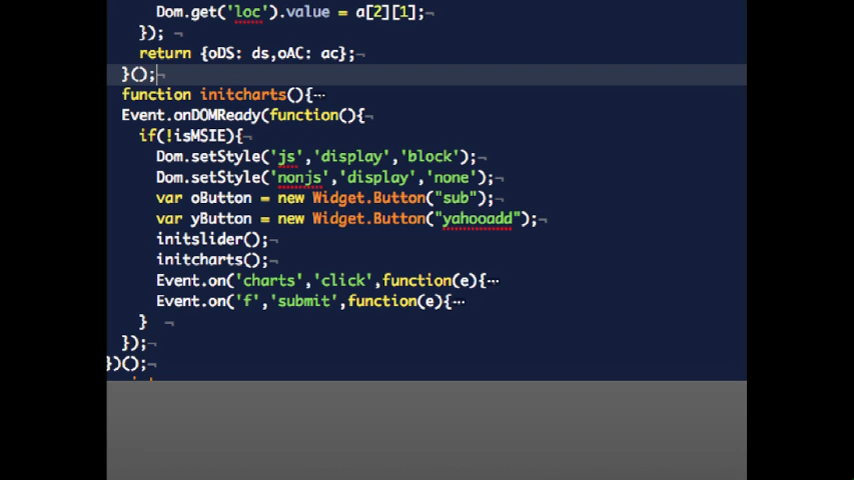 Dom.get('loc').value = a[2][1];¬
}); ¬
return {oDS: ds,oAC: ac};¬
}();¬
function initcharts(){⋯
Event.onDOMReady(function(){¬
if(!isMSIE){¬
Dom.setStyle('js','display','block');¬
Dom.setStyle('nonjs','display','none');¬
var oButton = new Widget.Button("sub");¬
var yButton = new Widget.Button("yahooadd");¬
initslider();¬
initcharts();¬
Event.on('charts','click',function(e){⋯
Event.on('f','submit',function(e){⋯
} ¬
});¬
})();¬